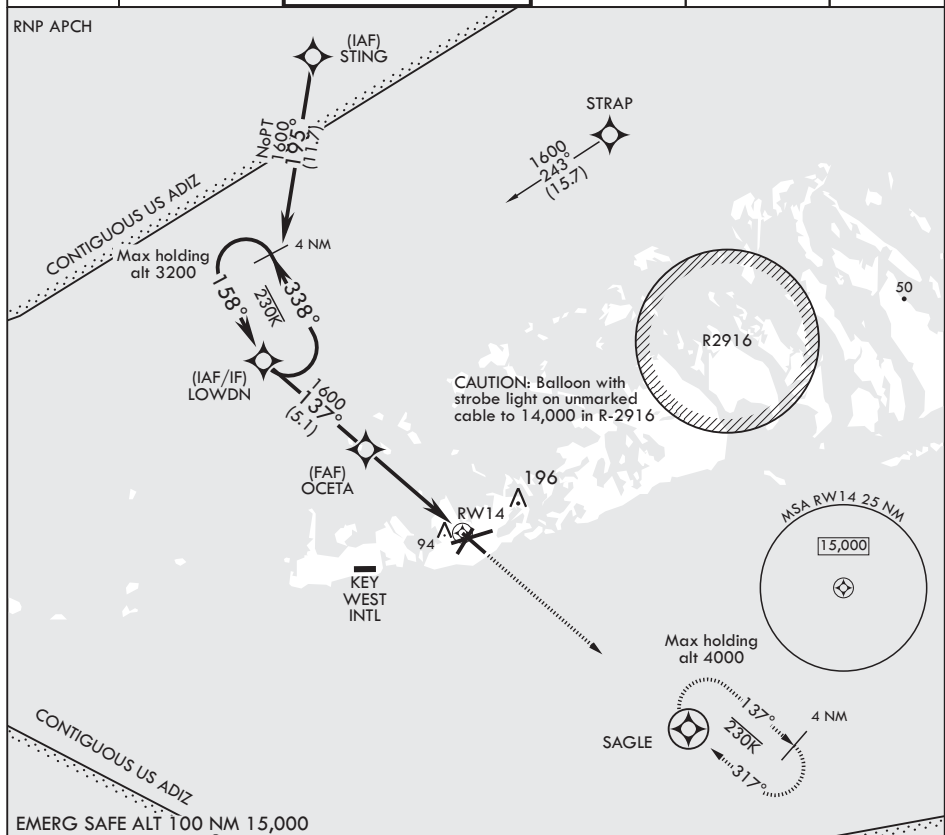 RNP APCH
(IAF)
STING
NoPT
1600
195°
(11.7)
STRAP
1600
243°
(15.7)
CONTIGUOUS US ADIZ
4 NM
Max holding
alt 3200
158°
230K
338°
50
R2916
(IAF/IF)
LOWDN
1600
137°
(5.1)
CAUTION: Balloon with
strobe light on unmarked
cable to 14,000 in R-2916
(FAF)
OCETA
196
RW14
94
MSA RW14 25 NM
15,000
KEY
WEST
INTL
Max holding
alt 4000
137°
4 NM
230K
SAGLE
317°
CONTIGUOUS US ADIZ
EMERG SAFE ALT 100 NM 15,000